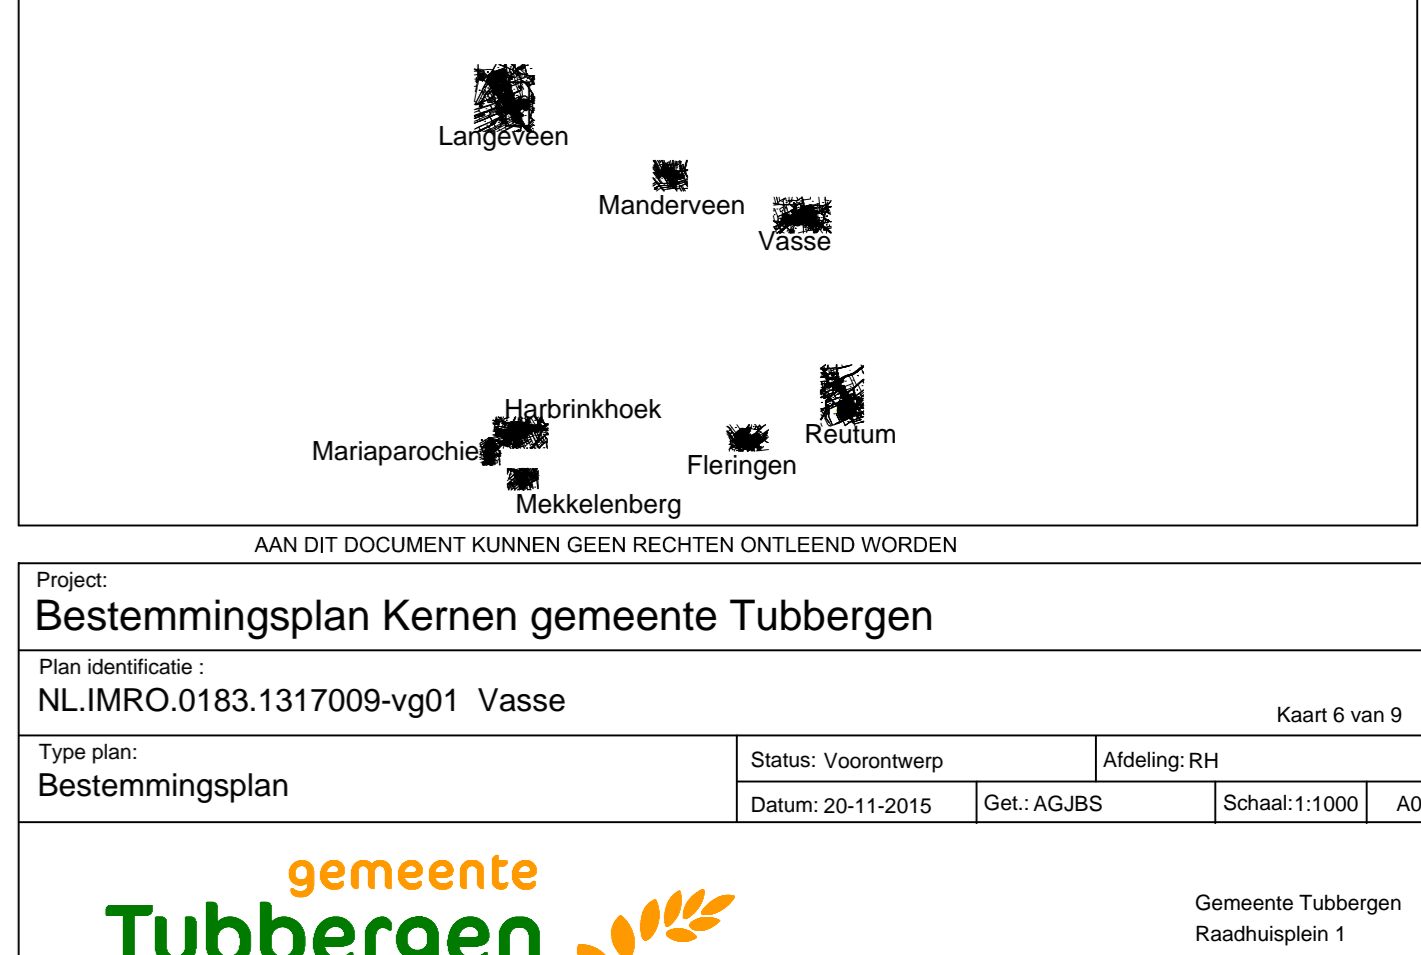 Langeveen
Manderveen
Vasse
Harbrinkhoek
Mariaparochie
Reutum
Fleringen
Mekkelenberg
AAN DIT DOCUMENT KUNNEN GEEN RECHTEN ONTLEEND WORDEN
Project:
Bestemmingsplan Kernen gemeente Tubbergen
Plan identificatie :
NL.IMRO.0183.1317009-vg01 Vasse
Kaart 6 van 9
Type plan:
Bestemmingsplan
Status: Voorontwerp
Afdeling: RH
Datum: 20-11-2015
Get.: AGJBS
Schaal:1:1000
A0
gemeente
Tubbergen
Gemeente Tubbergen
Raadhuisplein 1